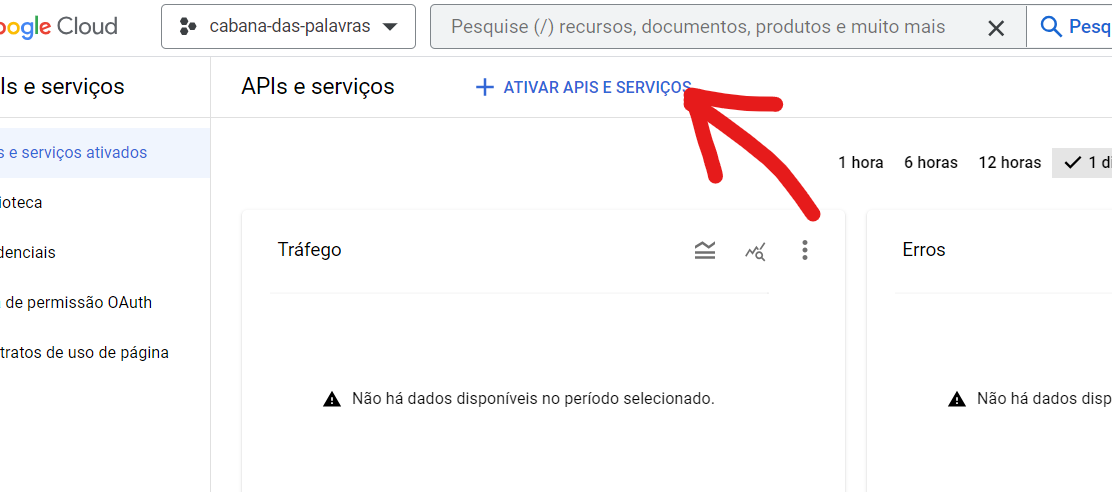 ogle Cloud
cabana-das-palavras
Pesquise (/) recursos, documentos, produtos e muito mais
Pesq
Is e serviços
APIs e serviços
+ ATIVAR APIS E SERVIÇOS
s e serviços ativados
ioteca
denciais
de permissão OAuth
tratos de uso de página
1 hora
6 horas
12 horas
1 di
Tráfego
Não há dados disponíveis no período selecionado.
Erros
Não há dados disp